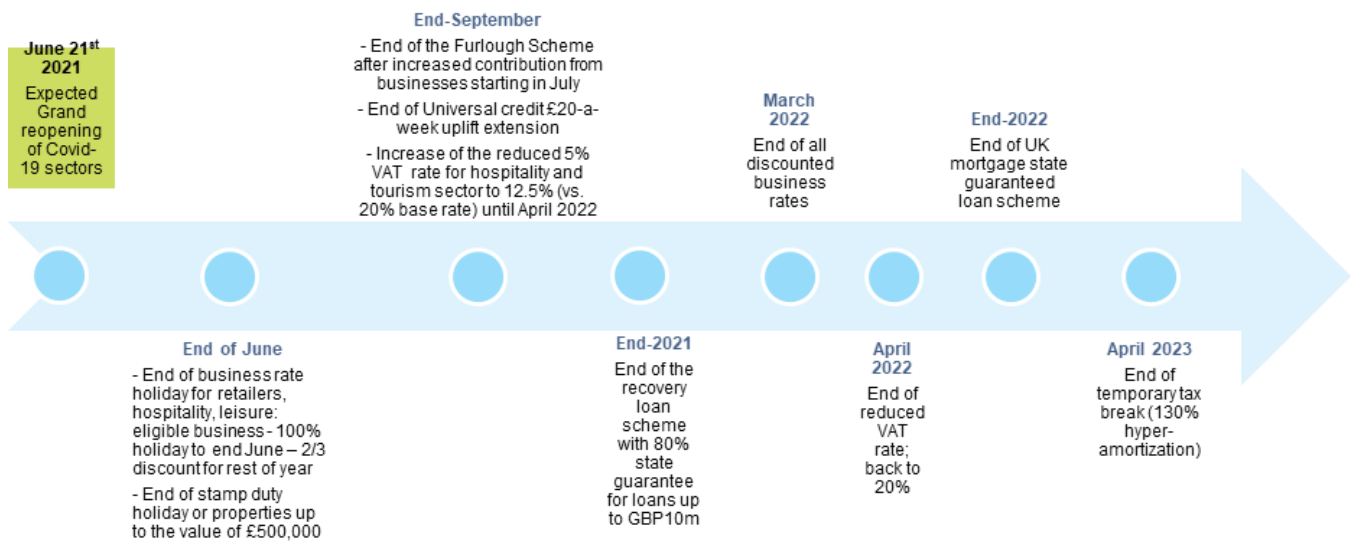 June 21st
2021
Expected
Grand
reopening
of Covid-
19 sectors
End-September
- End of the Furlough Scheme
after increased contribution from
businesses starting in July
- End of Universal credit £20-a-
week uplift extension
- Increase of the reduced 5%
VAT rate for hospitality and
tourism sector to 12.5% (vs.
20% base rate) until April 2022
March
2022
End of all
discounted
business
rates
End-2022
End of UK
mortgage state
guaranteed
loan scheme
End of June
- End of business rate
holiday for retailers,
hospitality, leisure:
eligible business - 100%
holiday to end June – 2/3
discount for rest of year
- End of stamp duty
holiday or properties up
to the value of £500,000
End-2021
End of the
recovery
loan
scheme
with 80%
state
guarantee
for loans up
to GBP10m
April
2022
End of
reduced
VAT
rate;
back to
20%
April 2023
End of
temporary tax
break (130%
hyper-
amortization)